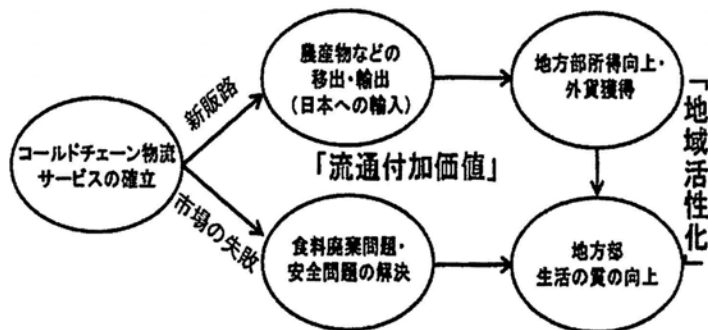 コールドチェーン物流
サービスの確立
新販路
市場の失敗
農産物などの
移出・輸出
(日本への輸入)
「流通付加価値」
食料廃棄問題・
安全問題の解決
地方部所得向上・
外貨獲得
地方部
生活の質の向上
「地域活性化」